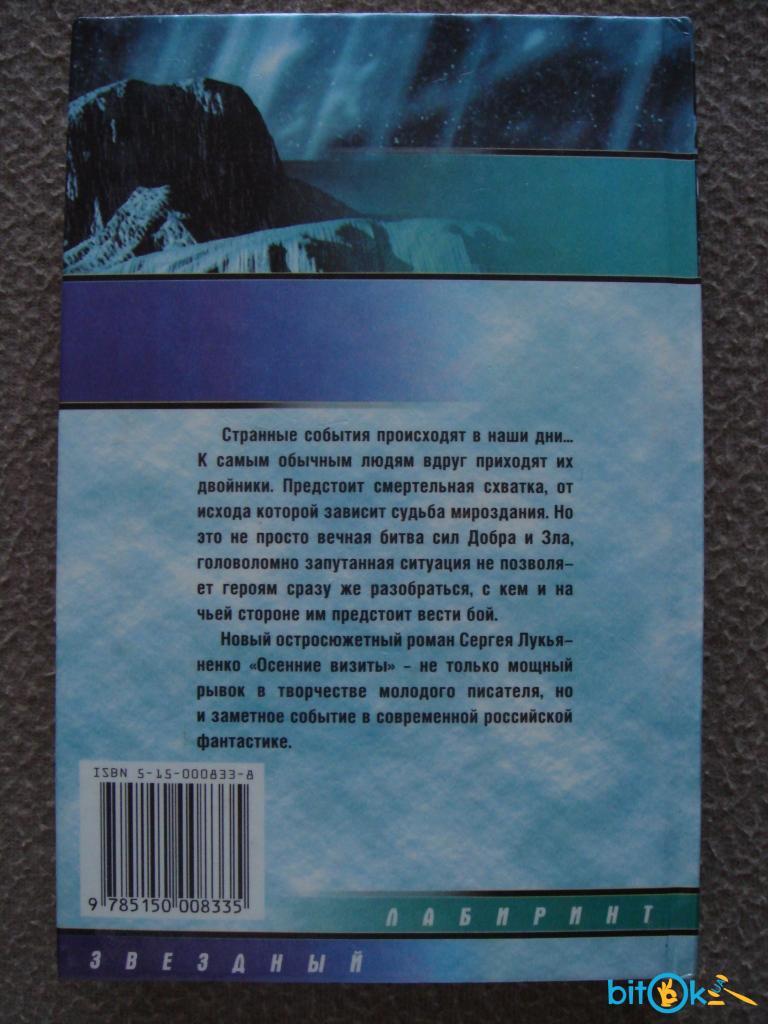 Странные события происходят в наши дни...
К самым обычным людям вдруг приходят их
двойники. Предстоит смертельная схватка, от
исхода которой зависит судьба мироздания. Но
это не просто вечная битва сил Добра и Зла,
головоломно запутанная ситуация не позволя–
ет героям сразу же разобраться, с кем и на
чьей стороне им предстоит вести бой.
Новый остросюжетный роман Сергея Лукья–
ненко «Осенние визиты» – не только мощный
рывок в творчестве молодого писателя, но
и заметное событие в современной российской
фантастике.
ISBN 5-15-000833-8
9 785150 008335
ЛАБИРИНТ
ЗВЕЗДНЫЙ
bitOk UA